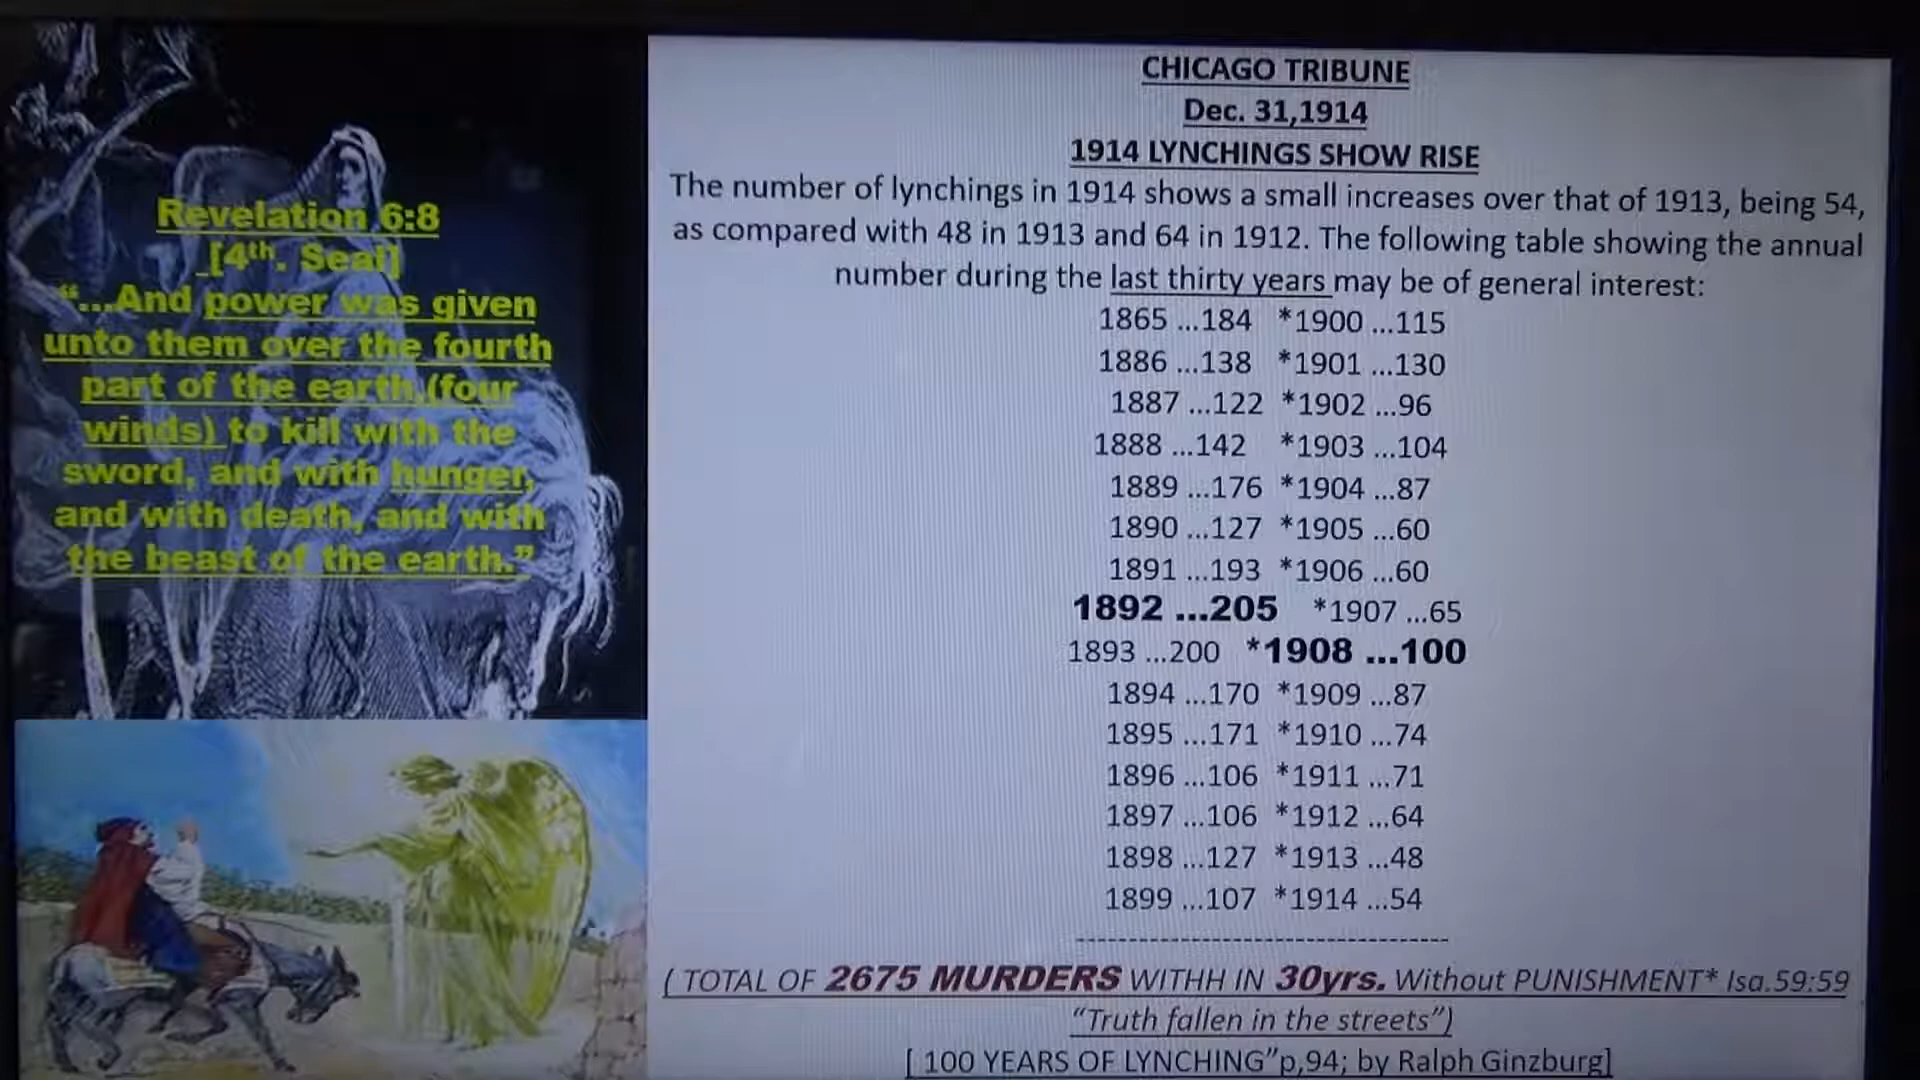 Revelation 6:8
[4th. Seal]
“...And power was given
unto them over the fourth
part of the earth,(four
winds) to kill with the
sword, and with hunger,
and with death, and with
the beast of the earth.”
CHICAGO TRIBUNE
Dec. 31,1914
1914 LYNCHINGS SHOW RISE
The number of lynchings in 1914 shows a small increases over that of 1913, being 54,
as compared with 48 in 1913 and 64 in 1912. The following table showing the annual
number during the last thirty years may be of general interest:
1865 ...184 *1900 ...115
1886 ...138 *1901 ...130
1887 ...122 *1902 ...96
1888 ...142 *1903 ...104
1889 ...176 *1904 ...87
1890 ...127 *1905 ...60
1891 ...193 *1906 ...60
1892 ...205 *1907 ...65
1893 ...200 *1908 ...100
1894 ...170 *1909 ...87
1895 ...171 *1910 ...74
1896 ...106 *1911 ...71
1897 ...106 *1912 ...64
1898 ...127 *1913 ...48
1899 ...107 *1914 ...54
----------------------------------
( TOTAL OF 2675 MURDERS WITHH IN 30yrs. Without PUNISHMENT* Isa.59:59
“Truth fallen in the streets”)
[ 100 YEARS OF LYNCHING”p,94; by Ralph Ginzburg]